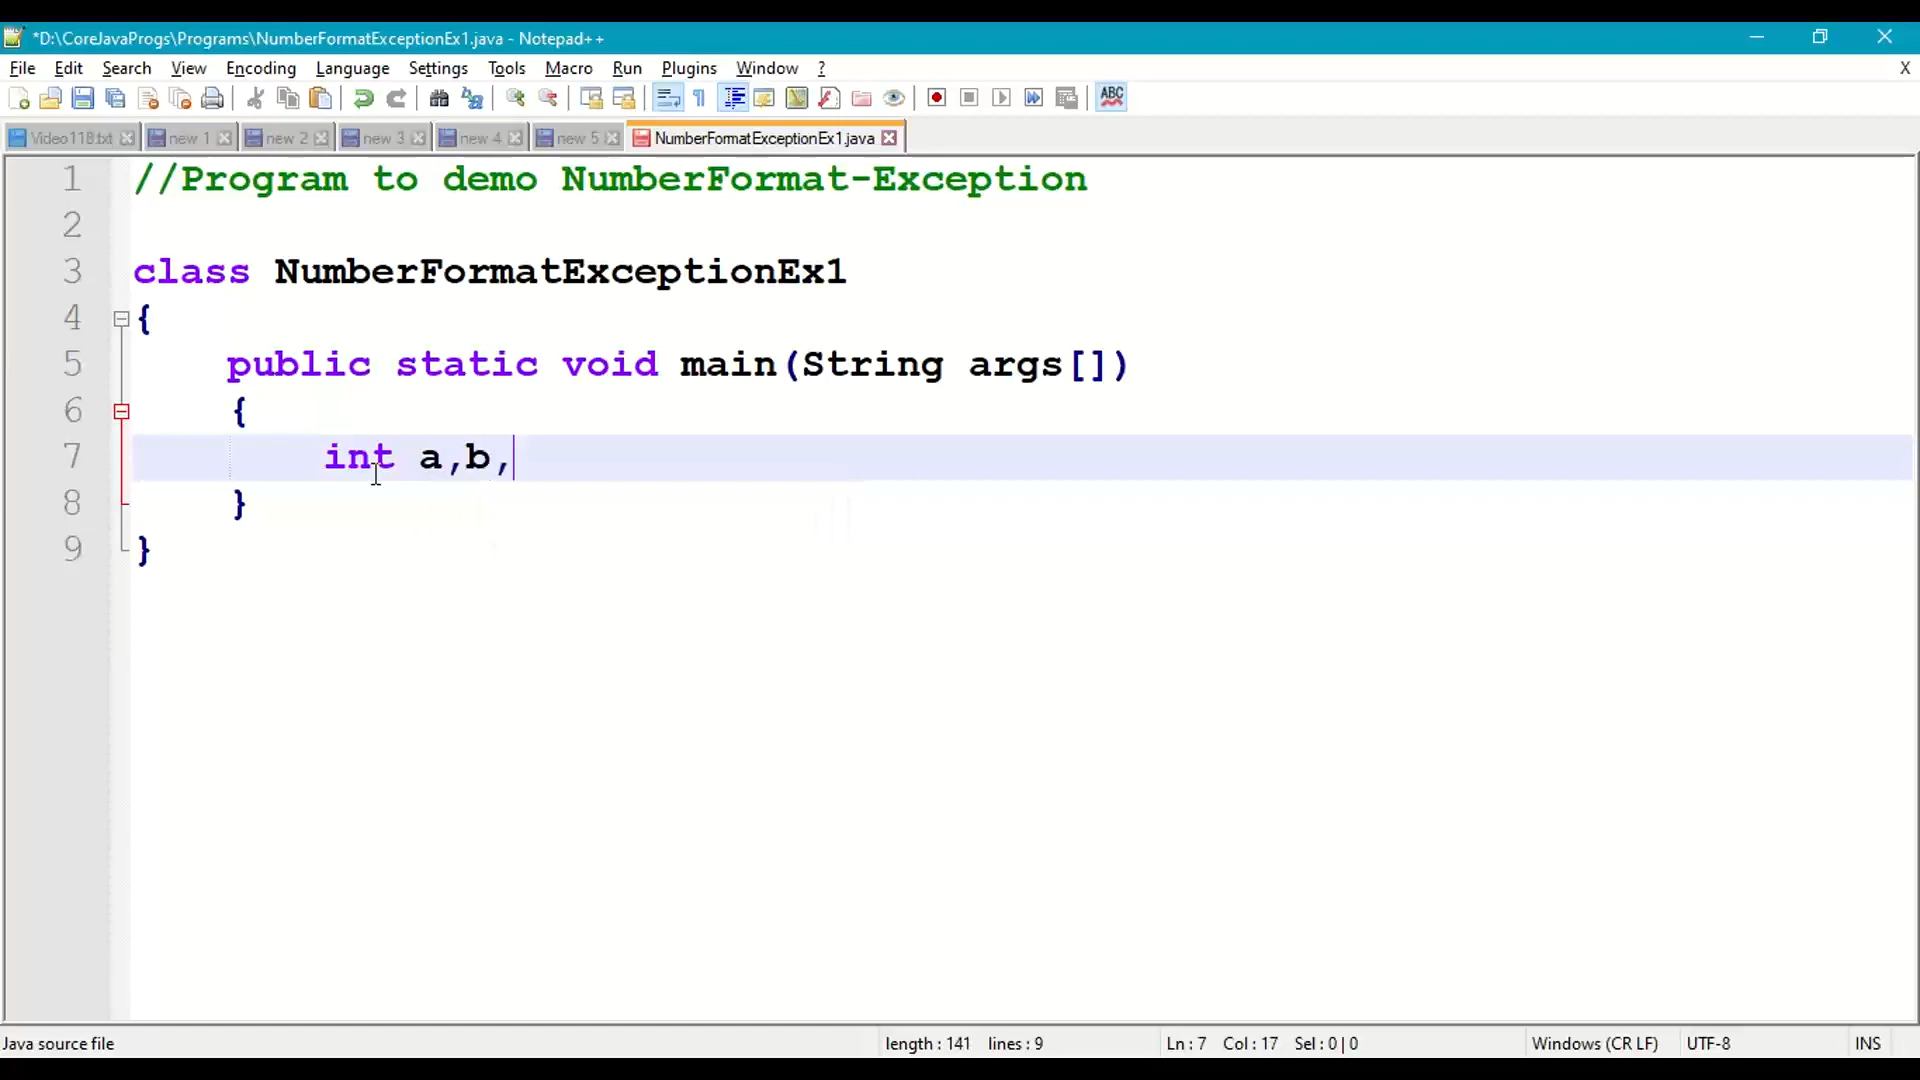 *D:\CoreJavaProgs\Programs\NumberFormatExceptionEx1.java - Notepad++
File Edit Search View Encoding Language Settings Tools Macro Run Plugins Window ? X
ABC
Video118.txt new 1 new 2 new 3 new 4 new 5 NumberFormatExceptionEx1.java
1 //Program to demo NumberFormat-Exception
2
3 class NumberFormatExceptionEx1
4 {
5 public static void main(String args[])
6 {
7 int a,b,
8 }
9 }
Java source file length : 141 lines : 9 Ln : 7 Col : 17 Sel : 0 | 0 Windows (CR LF) UTF-8 INS